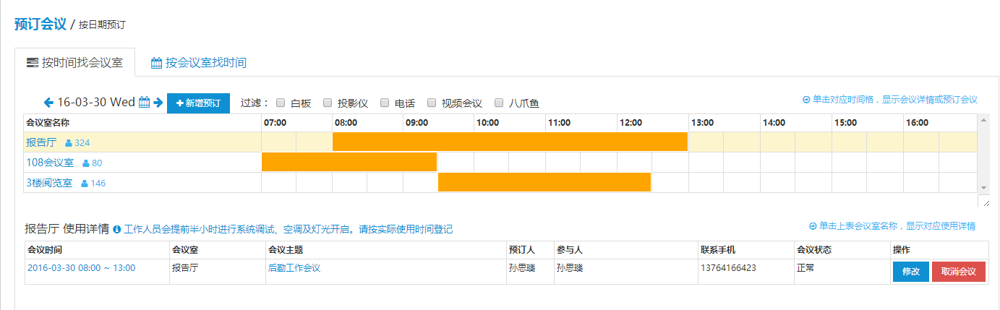 预订会议 / 按日期预订
按时间找会议室 按会议室找时间
16-03-30 Wed 新增预订 过滤： 白板 投影仪 电话 视频会议 八爪鱼 单击对应时间格，显示会议详情或预订会议
会议室名称 07:00 08:00 09:00 10:00 11:00 12:00 13:00 14:00 15:00 16:00
报告厅 324
108会议室 80
3楼阅览室 146
报告厅 使用详情 工作人员会提前半小时进行系统调试、空调及灯光开启。请按实际使用时间登记 单击上表会议室名称，显示对应使用详情
会议时间 会议室 会议主题 预订人 参与人 联系手机 会议状态 操作
2016-03-30 08:00 ~ 13:00 报告厅 后勤工作会议 孙思璞 孙思璞 13764166423 正常 修改 取消会议